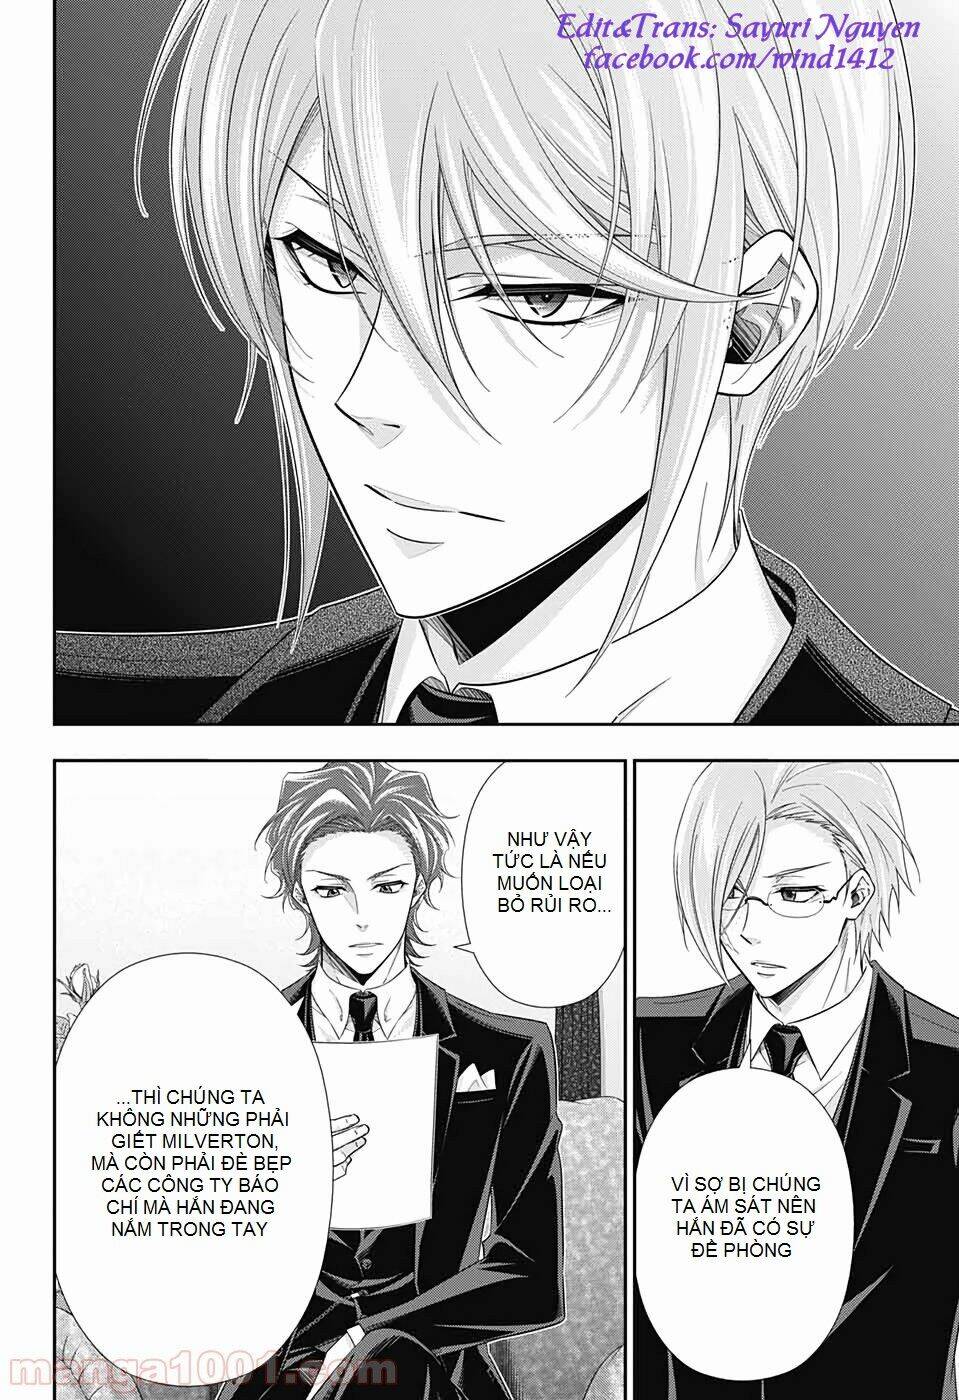 Edit&Trans: Sayuri Nguyen
facebook.com/wind1412
VÌ SỢ BỊ CHÚNG
TA ÁM SÁT NÊN
HẮN ĐÃ CÓ SỰ
ĐỀ PHÒNG
NHƯ VẬY
TỨC LÀ NẾU
MUỐN LOẠI
BỎ RỦI RO...
...THÌ CHÚNG TA
KHÔNG NHỮNG PHẢI
GIẾT MILVERTON,
MÀ CÒN PHẢI ĐÈ BẸP
CÁC CÔNG TY BÁO
CHÍ MÀ HẮN ĐANG
NẮM TRONG TAY
manga1001.com